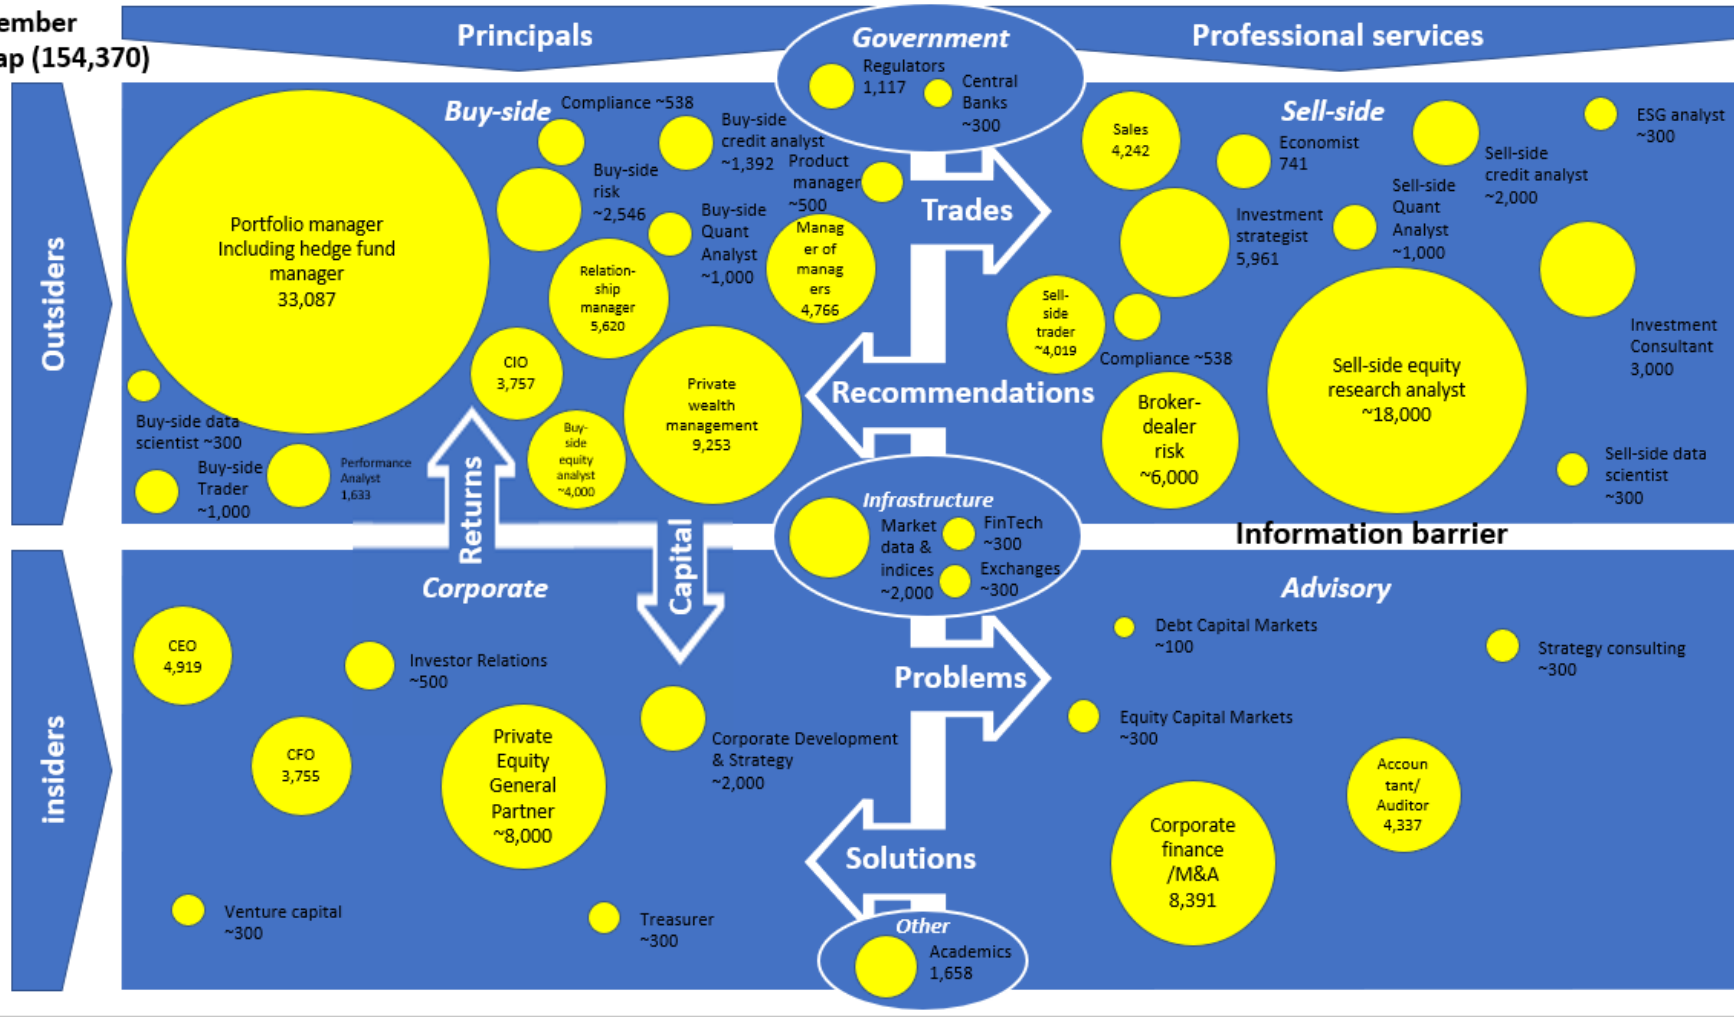 ember
ap (154,370)
Principals
Government
Professional services
Regulators
1,117
Central
Banks
~300
Outsiders
Buy-side
Compliance ~538
Buy-side
credit analyst
~1,392
Product
manager
~500
Buy-side
risk
~2,546
Buy-side
Quant
Analyst
~1,000
Portfolio manager
Including hedge fund
manager
33,087
Relation-
ship
manager
5,620
Manag
er of
manag
ers
4,766
CIO
3,757
Private
wealth
management
9,253
Buy-side data
scientist ~300
Buy-side
Trader
~1,000
Performance
Analyst
1,633
Buy-
side
equity
analyst
~4,000
Trades
Recommendations
Sell-side
Sales
4,242
Economist
741
Sell-side
credit analyst
~2,000
ESG analyst
~300
Investment
strategist
5,961
Sell-side
Quant
Analyst
~1,000
Sell-
side
trader
~4,019
Compliance ~538
Investment
Consultant
3,000
Sell-side equity
research analyst
~18,000
Broker-
dealer
risk
~6,000
Sell-side data
scientist
~300
Returns
Capital
Infrastructure
Market
data &
indices
~2,000
FinTech
~300
Exchanges
~300
Information barrier
insiders
Corporate
CEO
4,919
Investor Relations
~500
CFO
3,755
Private
Equity
General
Partner
~8,000
Corporate Development
& Strategy
~2,000
Venture capital
~300
Treasurer
~300
Problems
Solutions
Other
Academics
1,658
Advisory
Debt Capital Markets
~100
Strategy consulting
~300
Equity Capital Markets
~300
Accoun
tant/
Auditor
4,337
Corporate
finance
/M&A
8,391